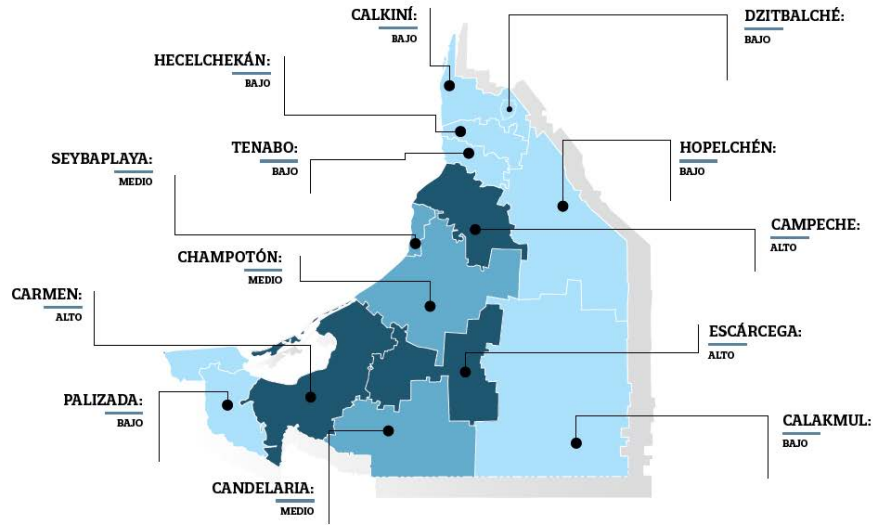 CALKINÍ:
BAJO
DZITBALCHÉ:
BAJO
HECELCHEKÁN:
BAJO
TENABO:
BAJO
HOPELCHÉN:
BAJO
SEYBAPLAYA:
MEDIO
CAMPECHE:
ALTO
CHAMPOTÓN:
MEDIO
CARMEN:
ALTO
ESCÁRCEGA:
ALTO
PALIZADA:
BAJO
CALAKMUL:
BAJO
CANDELARIA:
MEDIO